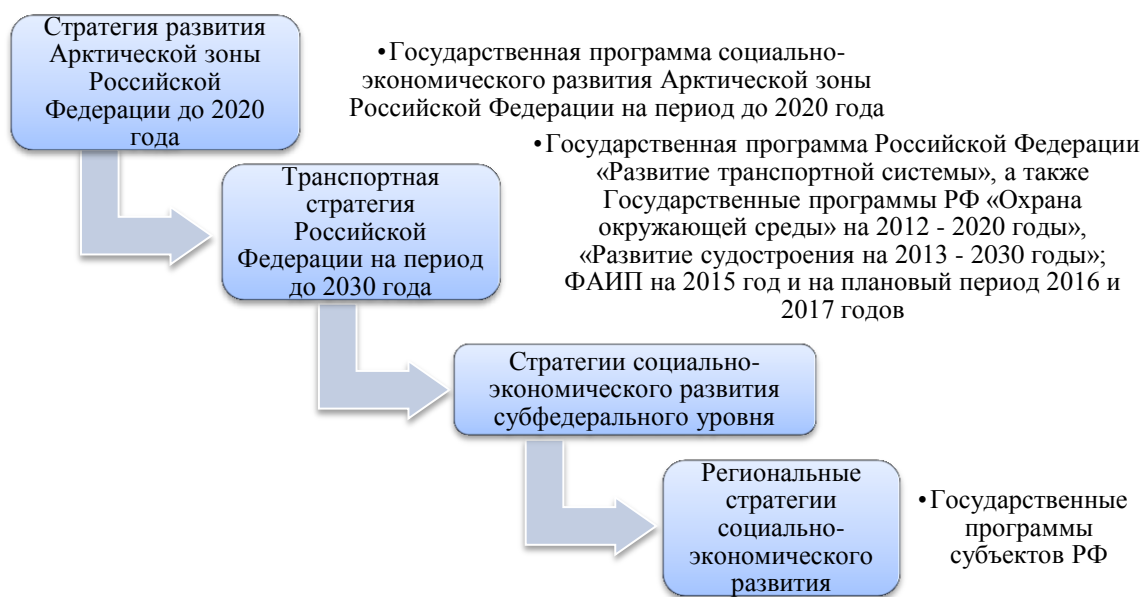 Стратегия развития
Арктической зоны
Российской
Федерации до 2020
года
•Государственная программа социально-
экономического развития Арктической зоны
Российской Федерации на период до 2020 года
Транспортная
стратегия
Российской
Федерации на период
до 2030 года
•Государственная программа Российской Федерации
«Развитие транспортной системы», а также
Государственные программы РФ «Охрана
окружающей среды» на 2012 - 2020 годы»,
«Развитие судостроения на 2013 - 2030 годы»;
ФАИП на 2015 год и на плановый период 2016 и
2017 годов
Стратегии социально-
экономического развития
субфедерального уровня
Региональные
стратегии
социально-
экономического
развития
•Государственные
программы
субъектов РФ